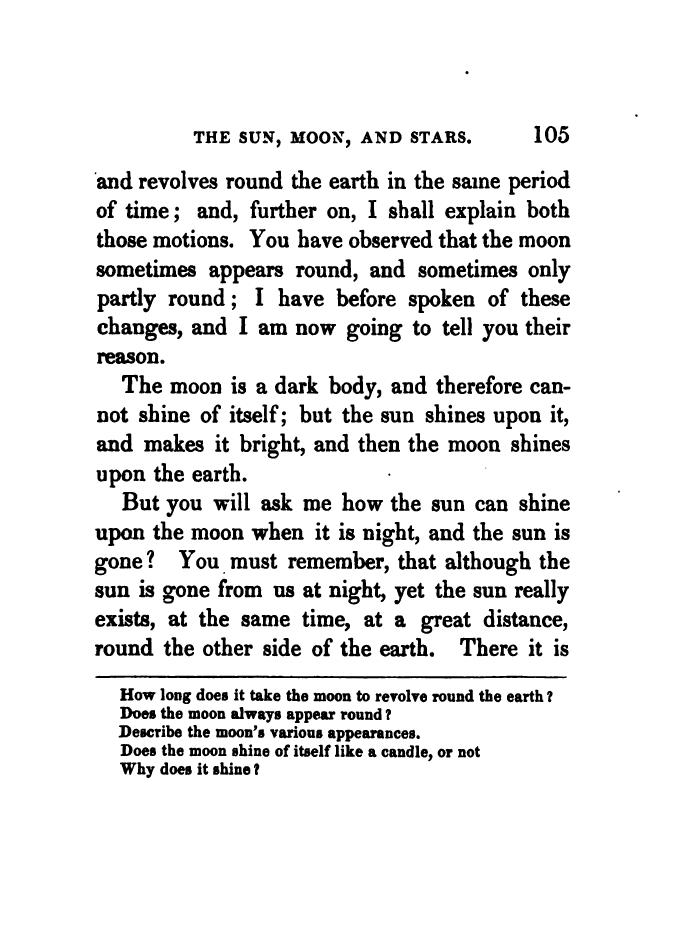 THE SUN, MOON, AND STARS. 105
and revolves round the earth in the same period
of time; and, further on, I shall explain both
those motions. You have observed that the moon
sometimes appears round, and sometimes only
partly round; I have before spoken of these
changes, and I am now going to tell you their
reason.
The moon is a dark body, and therefore can-
not shine of itself; but the sun shines upon it,
and makes it bright, and then the moon shines
upon the earth.
But you will ask me how the sun can shine
upon the moon when it is night, and the sun is
gone? You must remember, that although the
sun is gone from us at night, yet the sun really
exists, at the same time, at a great distance,
round the other side of the earth. There it is
How long does it take the moon to revolve round the earth?
Does the moon always appear round?
Describe the moon's various appearances.
Does the moon shine of itself like a candle, or not
Why does it shine?